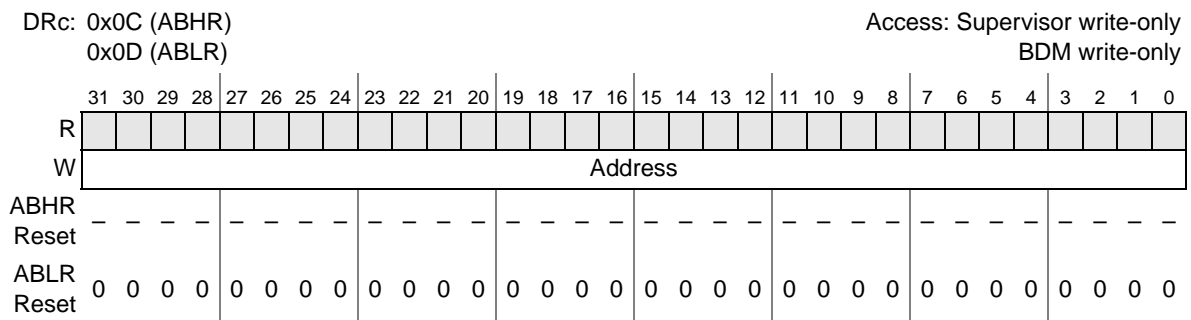 DRc: 0x0C (ABHR) Access: Supervisor write-only
0x0D (ABLR) BDM write-only
31 30 29 28 27 26 25 24 23 22 21 20 19 18 17 16 15 14 13 12 11 10 9 8 7 6 5 4 3 2 1 0
R
W Address
ABHR
Reset – – – – – – – – – – – – – – – – – – – – – – – – – – – – – – – –
ABLR
Reset 0 0 0 0 0 0 0 0 0 0 0 0 0 0 0 0 0 0 0 0 0 0 0 0 0 0 0 0 0 0 0 0